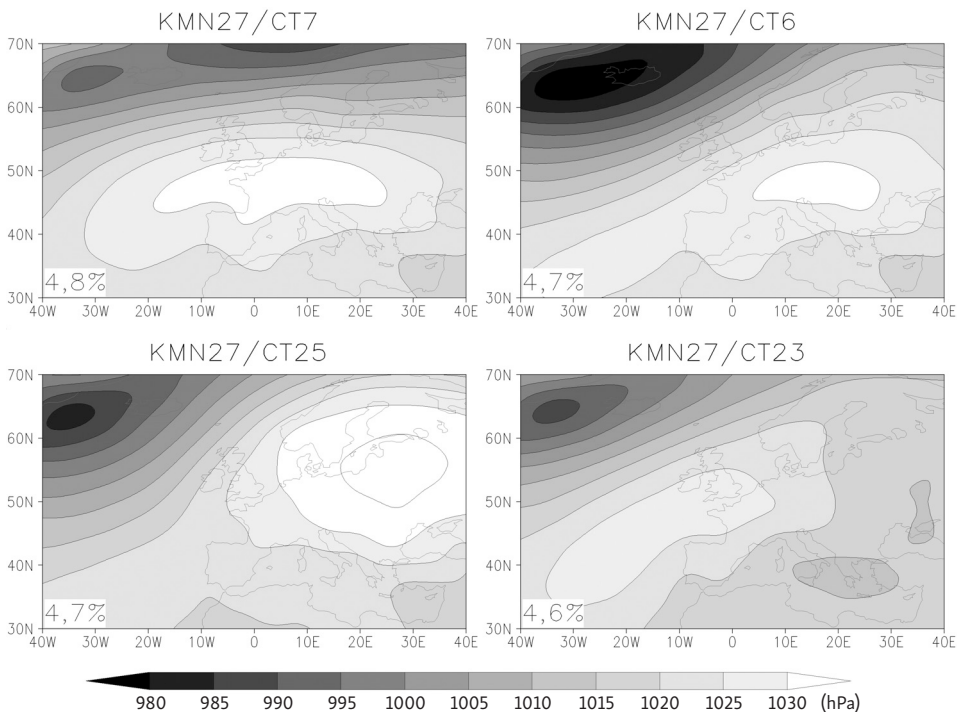 KMN27/CT7 KMN27/CT6
70N 70N
60N 60N
50N 50N
40N 40N
4,8% 4,7%
30N 30N
40W 30W 20W 10W 0 10E 20E 30E 40E 40W 30W 20W 10W 0 10E 20E 30E 40E
KMN27/CT25 KMN27/CT23
70N 70N
60N 60N
50N 50N
40N 40N
4,7% 4,6%
30N 30N
40W 30W 20W 10W 0 10E 20E 30E 40E 40W 30W 20W 10W 0 10E 20E 30E 40E
980 985 990 995 1000 1005 1010 1015 1020 1025 1030 (hPa)